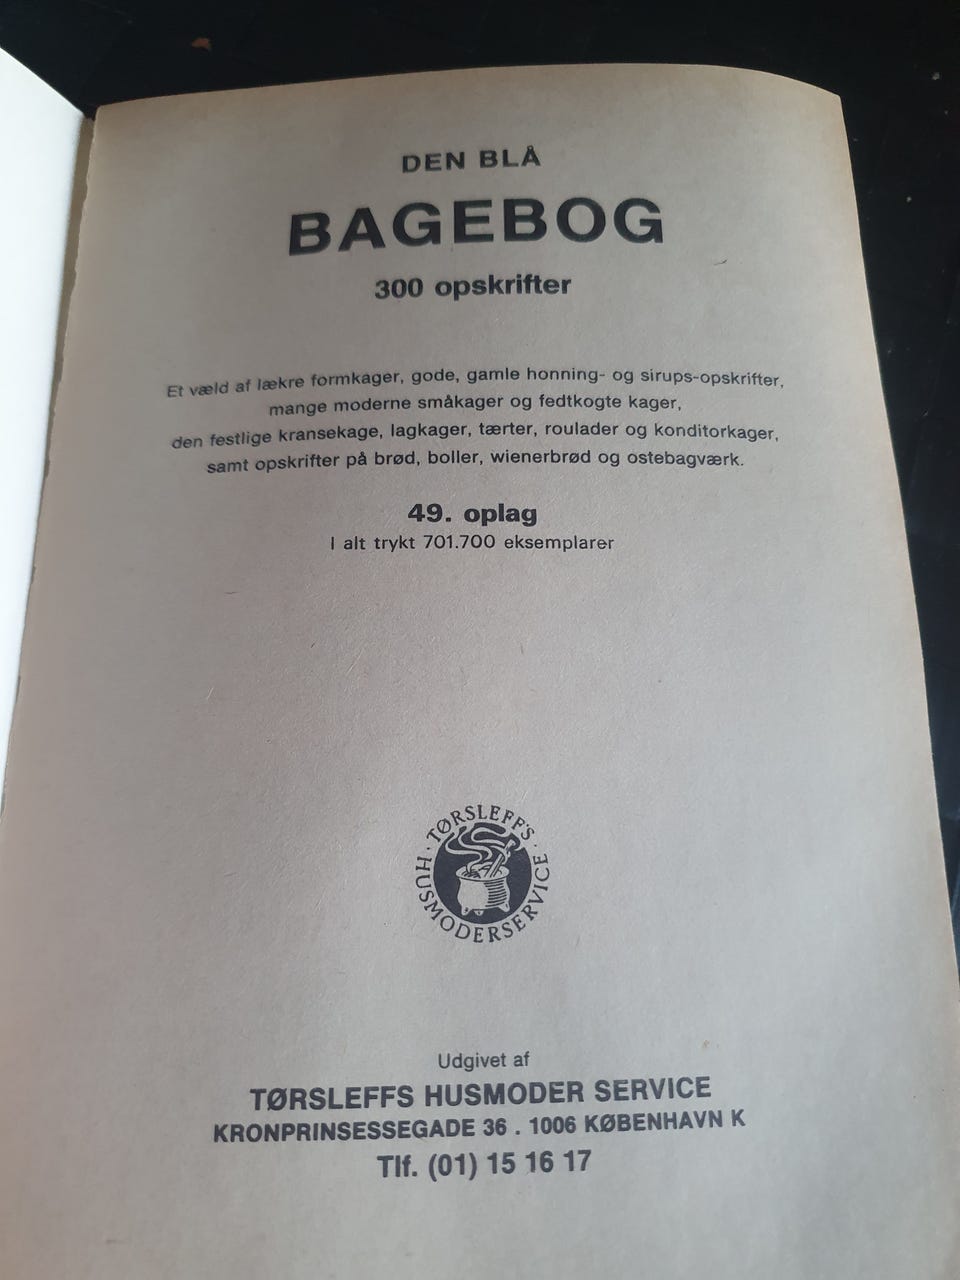 DEN BLÅ
BAGEBOG
300 opskrifter
Et væld af lækre formkager, gode, gamle honning- og sirups-opskrifter,
mange moderne småkager og fedtkogte kager,
den festlige kransekage, lagkager, tærter, roulader og konditorkager,
samt opskrifter på brød, boller, wienerbrød og ostebagværk.
49. oplag
I alt trykt 701.700 eksemplarer
· TØRSLEFF'S · HUSMODERSERVICE
Udgivet af
TØRSLEFFS HUSMODER SERVICE
KRONPRINSESSEGADE 36 . 1006 KØBENHAVN K
Tlf. (01) 15 16 17